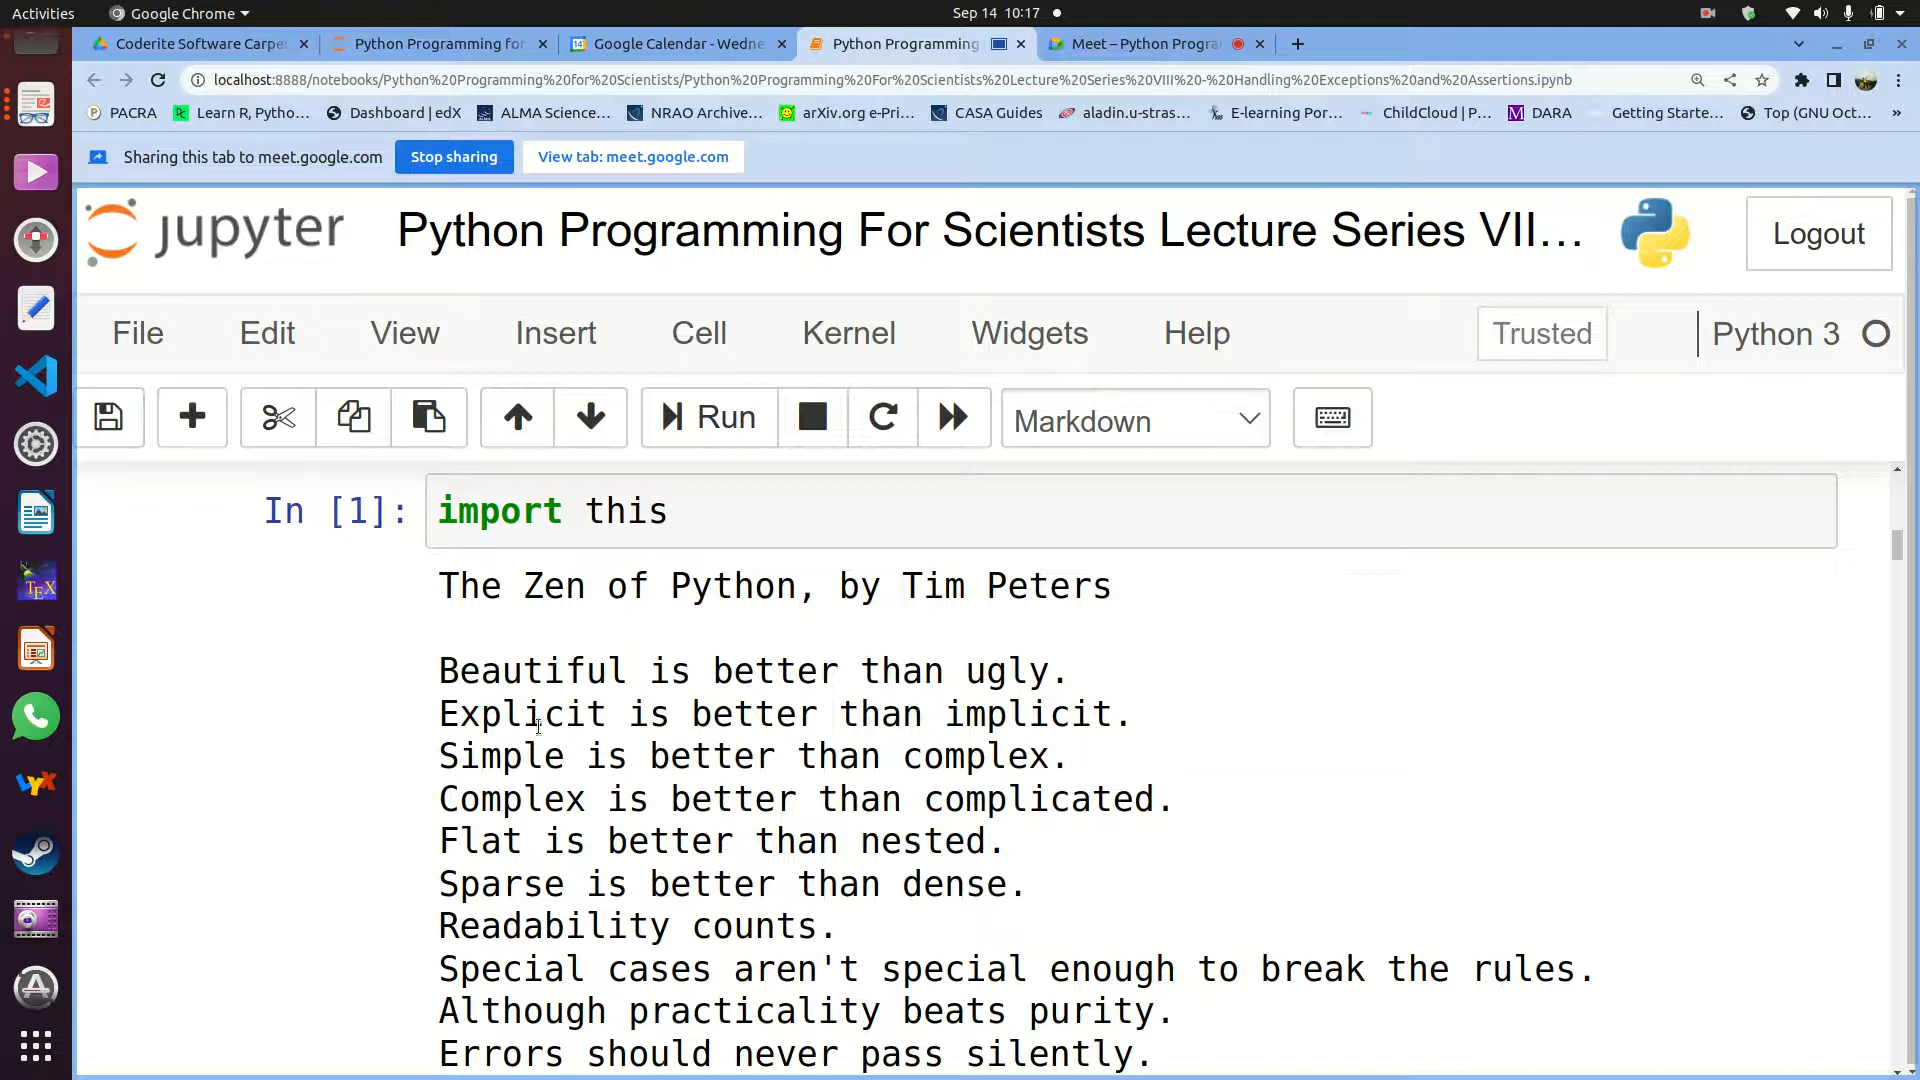 Activities Google Chrome Sep 14 10:17
Coderite Software Carpe Python Programming for Google Calendar - Wedne Python Programming Meet – Python Progra
localhost:8888/notebooks/Python%20Programming%20for%20Scientists/Python%20Programming%20For%20Scientists%20Lecture%20Series%20VIII%20-%20Handling%20Exceptions%20and%20Assertions.ipynb
PACRA Learn R, Pytho... Dashboard | edX ALMA Science... NRAO Archive... arXiv.org e-Pri... CASA Guides aladin.u-stras... E-learning Por... ChildCloud | P... DARA Getting Starte... Top (GNU Oct... »
Sharing this tab to meet.google.com Stop sharing View tab: meet.google.com
jupyter Python Programming For Scientists Lecture Series VII... Logout
File Edit View Insert Cell Kernel Widgets Help Trusted Python 3
Run Markdown
In [1]: import this
The Zen of Python, by Tim Peters
Beautiful is better than ugly.
Explicit is better than implicit.
Simple is better than complex.
Complex is better than complicated.
Flat is better than nested.
Sparse is better than dense.
Readability counts.
Special cases aren't special enough to break the rules.
Although practicality beats purity.
Errors should never pass silently.